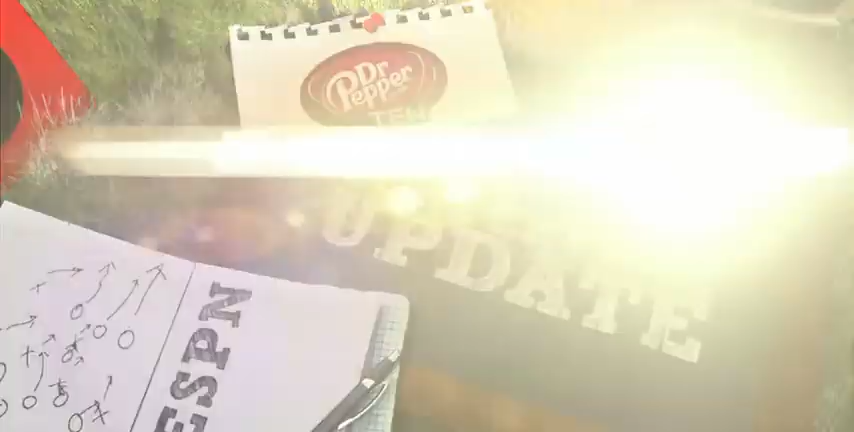 Dr
Pepper
TEN
UPDATE
ESPN